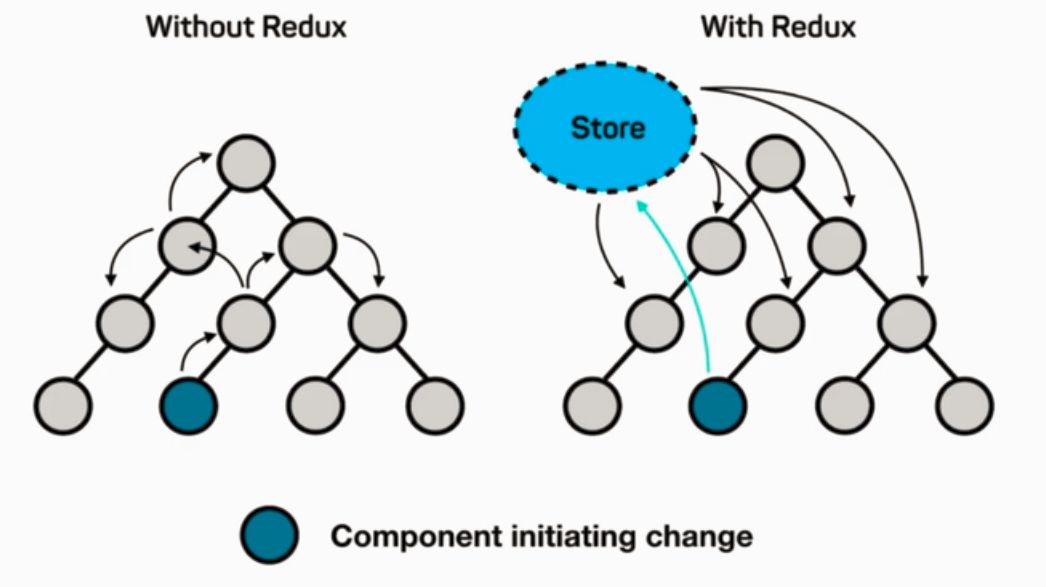 Without Redux
With Redux
Store
Component initiating change